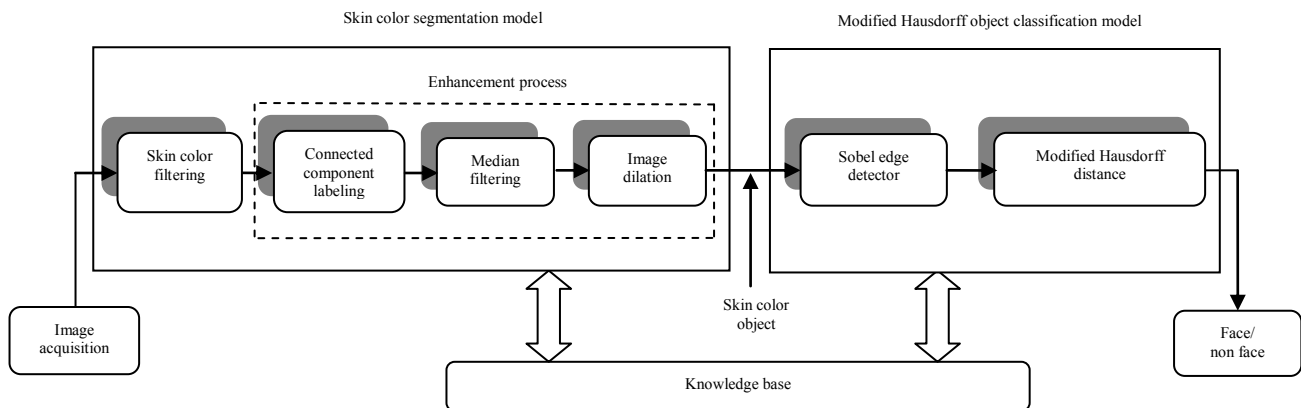 Skin color segmentation model
Modified Hausdorff object classification model
Enhancement process
Skin color
filtering
Connected
component
labeling
Median
filtering
Image
dilation
Sobel edge
detector
Modified Hausdorff
distance
Image
acquisition
Skin color
object
Face/
non face
Knowledge base